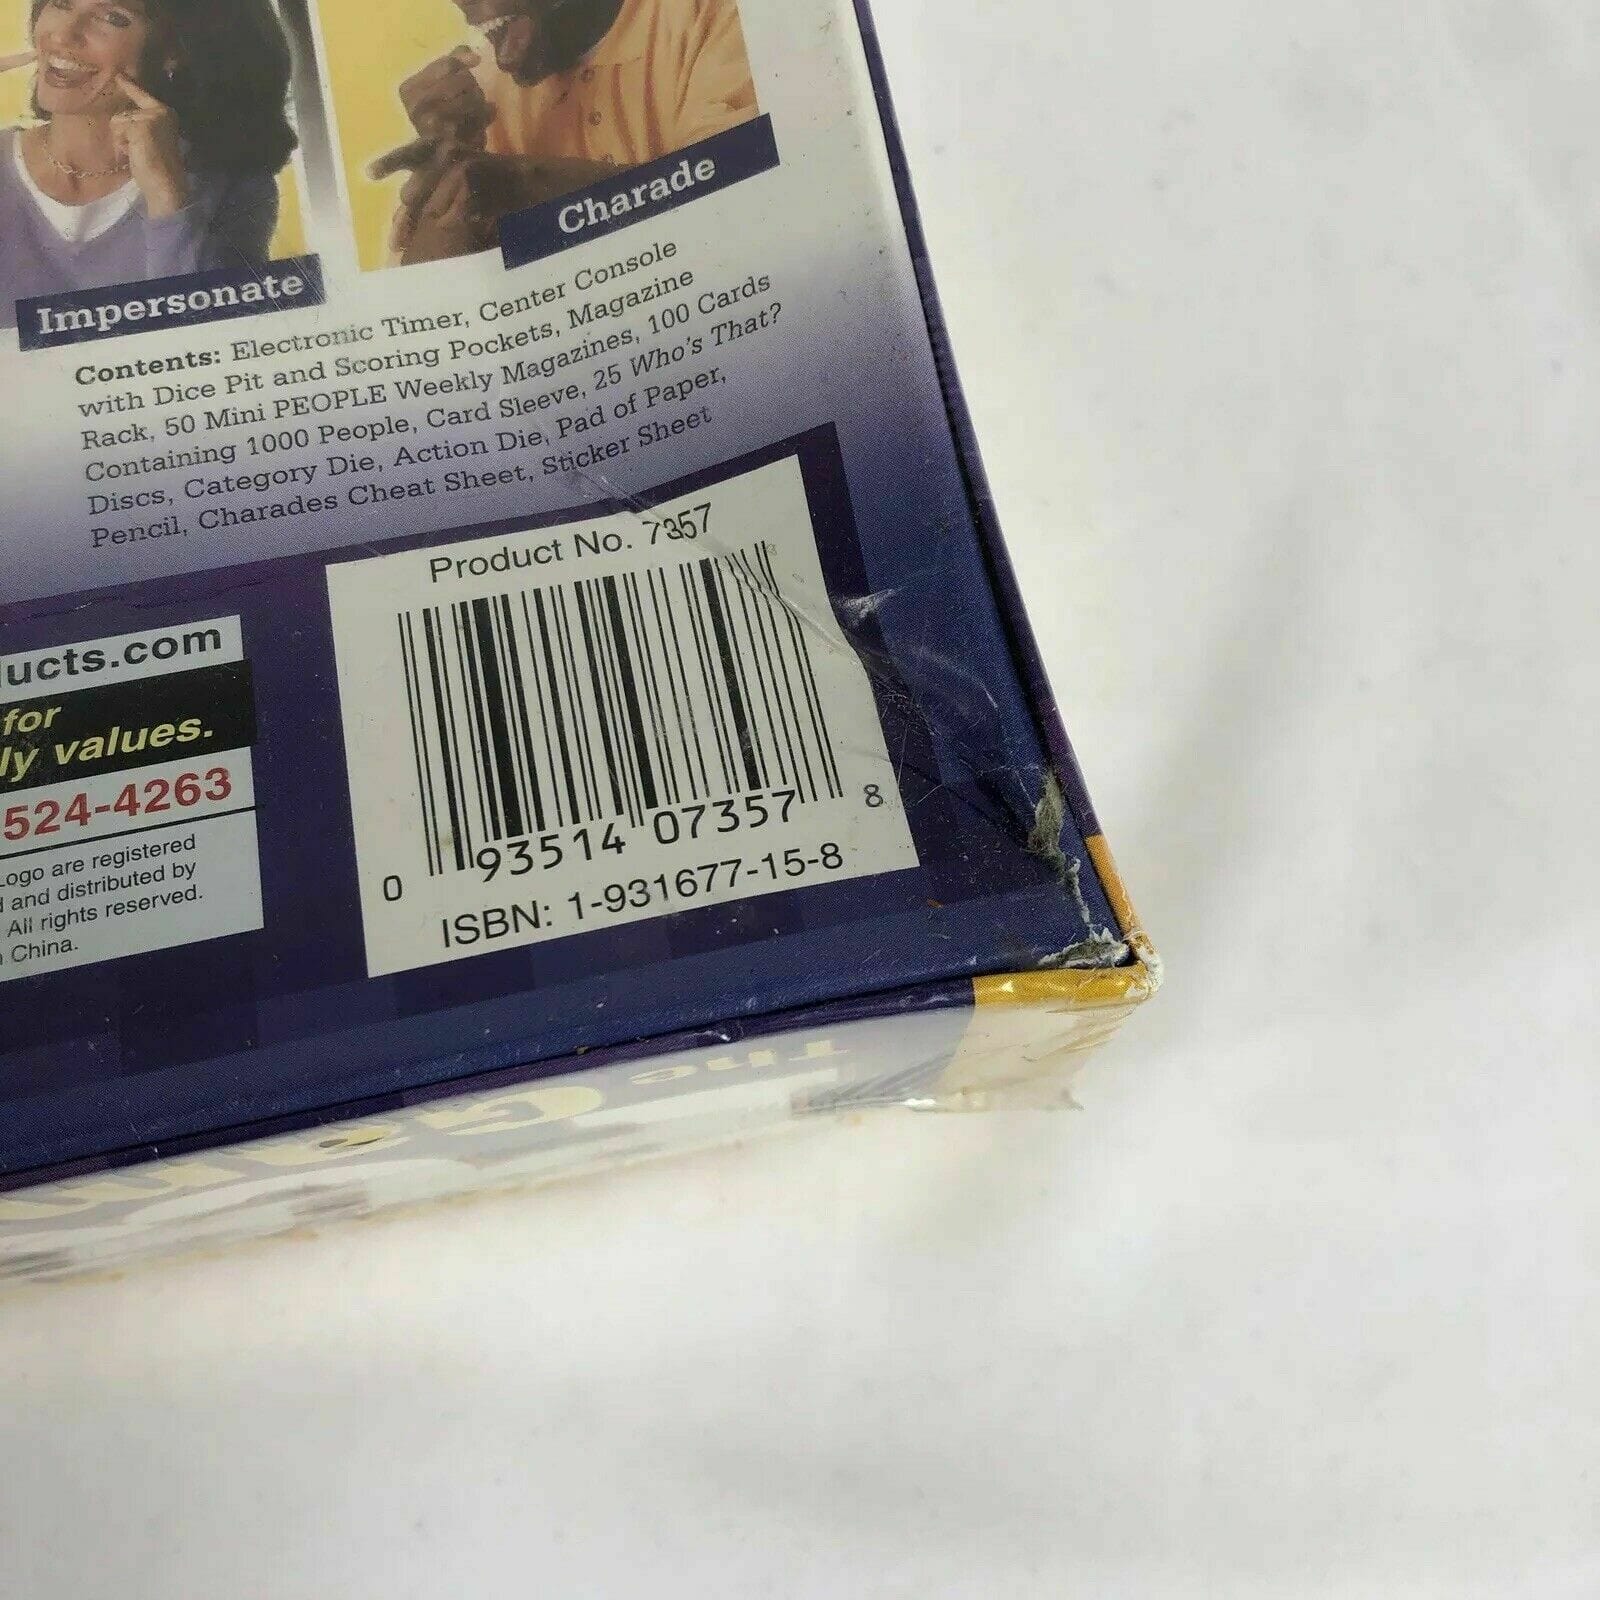 Impersonate
Charade
Contents: Electronic Timer, Center Console
with Dice Pit and Scoring Pockets, Magazine
Rack, 50 Mini PEOPLE Weekly Magazines, 100 Cards
Containing 1000 People, Card Sleeve, 25 Who's That?
Discs, Category Die, Action Die, Pad of Paper,
Pencil, Charades Cheat Sheet, Sticker Sheet
ucts.com
for
ly values.
524-4263
Logo are registered
and distributed by
All rights reserved.
China.
Product No. 7357
0 93514 07357 8
ISBN: 1-931677-15-8
The